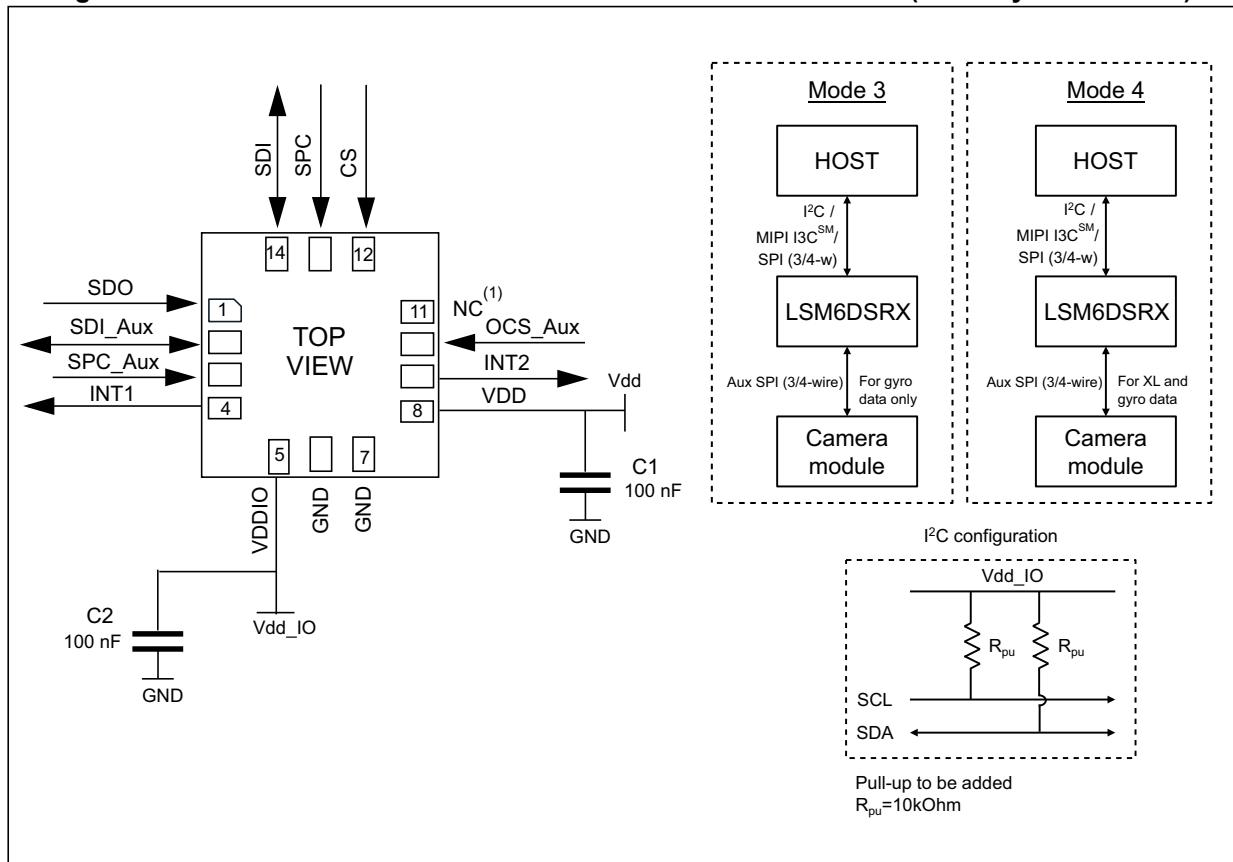 SDI
SPC
CS
14
12
SDO
1
SDI_Aux
SPC_Aux
INT1
4
TOP
VIEW
NC(1)
11
OCS_Aux
INT2
VDD
8
Vdd
5
7
VDDIO
GND
GND
C1
100 nF
GND
C2
100 nF
GND
Vdd_IO
Mode 3
HOST
I²C /
MIPI I3C^SM/
SPI (3/4-w)
LSM6DSRX
Aux SPI (3/4-wire)
For gyro
data only
Camera
module
Mode 4
HOST
I²C /
MIPI I3C^SM/
SPI (3/4-w)
LSM6DSRX
Aux SPI (3/4-wire)
For XL and
gyro data
Camera
module
I²C configuration
Vdd_IO
Rpu
Rpu
SCL
SDA
Pull-up to be added
Rpu=10kOhm